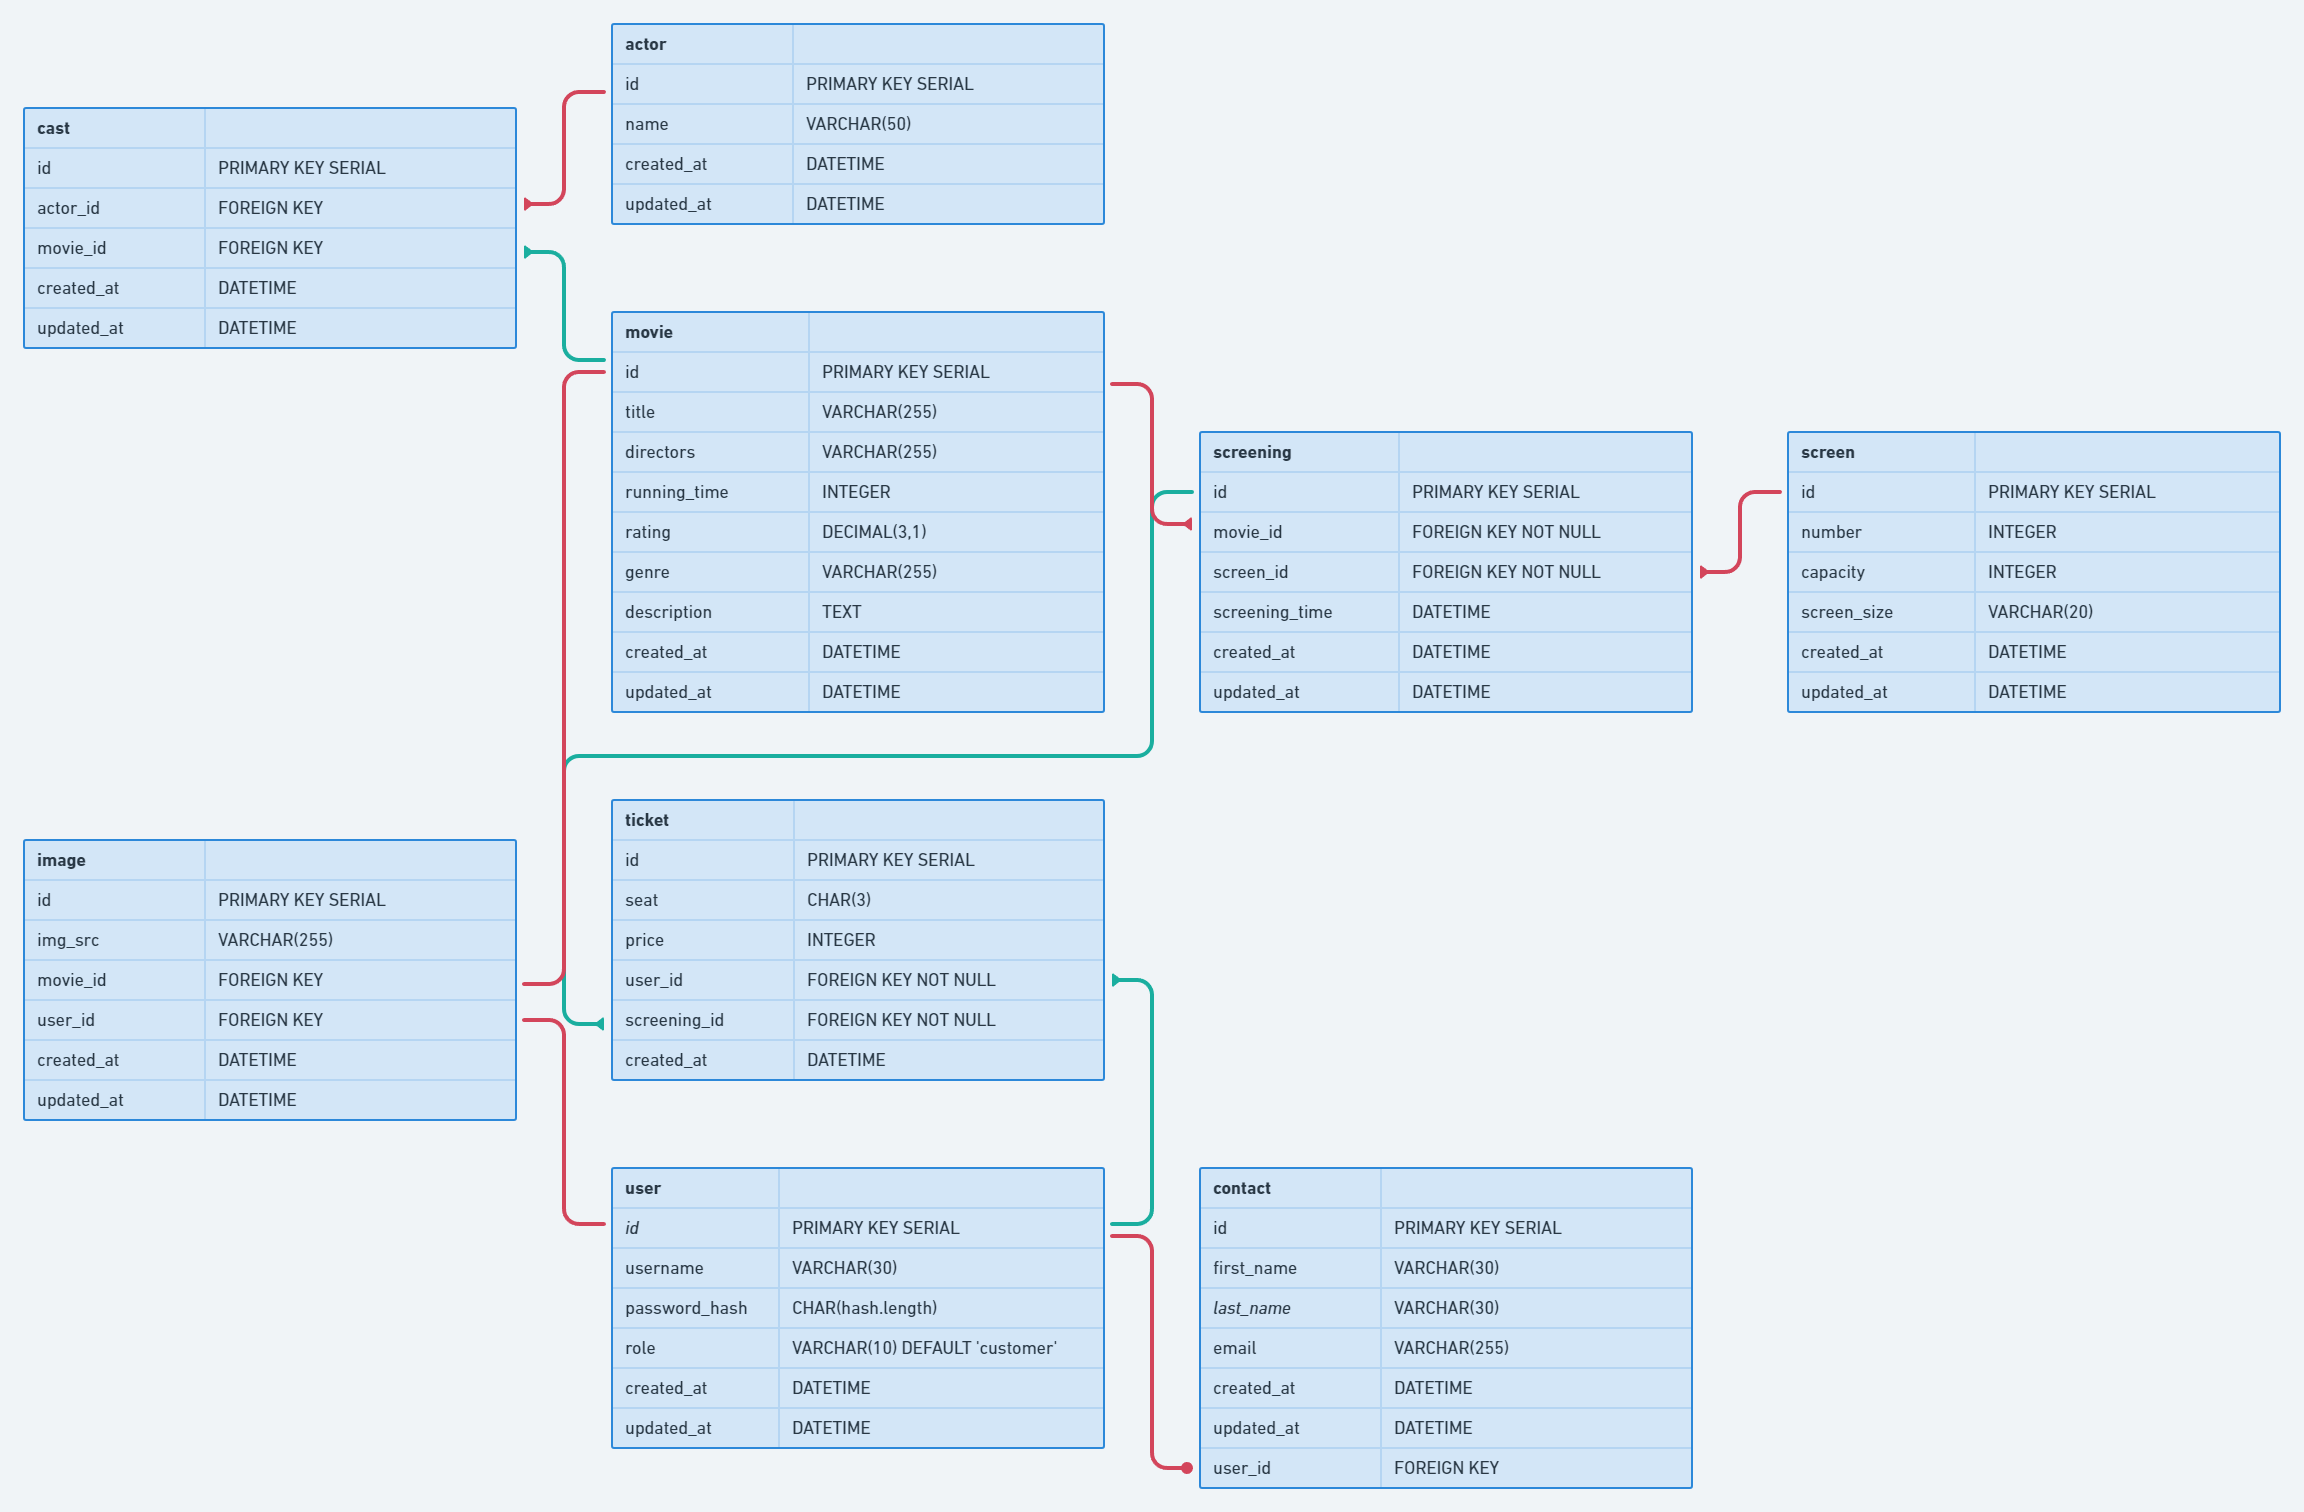 actor
id PRIMARY KEY SERIAL
name VARCHAR(50)
created_at DATETIME
updated_at DATETIME
cast
id PRIMARY KEY SERIAL
actor_id FOREIGN KEY
movie_id FOREIGN KEY
created_at DATETIME
updated_at DATETIME
movie
id PRIMARY KEY SERIAL
title VARCHAR(255)
directors VARCHAR(255)
running_time INTEGER
rating DECIMAL(3,1)
genre VARCHAR(255)
description TEXT
created_at DATETIME
updated_at DATETIME
screening
id PRIMARY KEY SERIAL
movie_id FOREIGN KEY NOT NULL
screen_id FOREIGN KEY NOT NULL
screening_time DATETIME
created_at DATETIME
updated_at DATETIME
screen
id PRIMARY KEY SERIAL
number INTEGER
capacity INTEGER
screen_size VARCHAR(20)
created_at DATETIME
updated_at DATETIME
ticket
id PRIMARY KEY SERIAL
seat CHAR(3)
price INTEGER
user_id FOREIGN KEY NOT NULL
screening_id FOREIGN KEY NOT NULL
created_at DATETIME
image
id PRIMARY KEY SERIAL
img_src VARCHAR(255)
movie_id FOREIGN KEY
user_id FOREIGN KEY
created_at DATETIME
updated_at DATETIME
user
id PRIMARY KEY SERIAL
username VARCHAR(30)
password_hash CHAR(hash.length)
role VARCHAR(10) DEFAULT 'customer'
created_at DATETIME
updated_at DATETIME
contact
id PRIMARY KEY SERIAL
first_name VARCHAR(30)
last_name VARCHAR(30)
email VARCHAR(255)
created_at DATETIME
updated_at DATETIME
user_id FOREIGN KEY